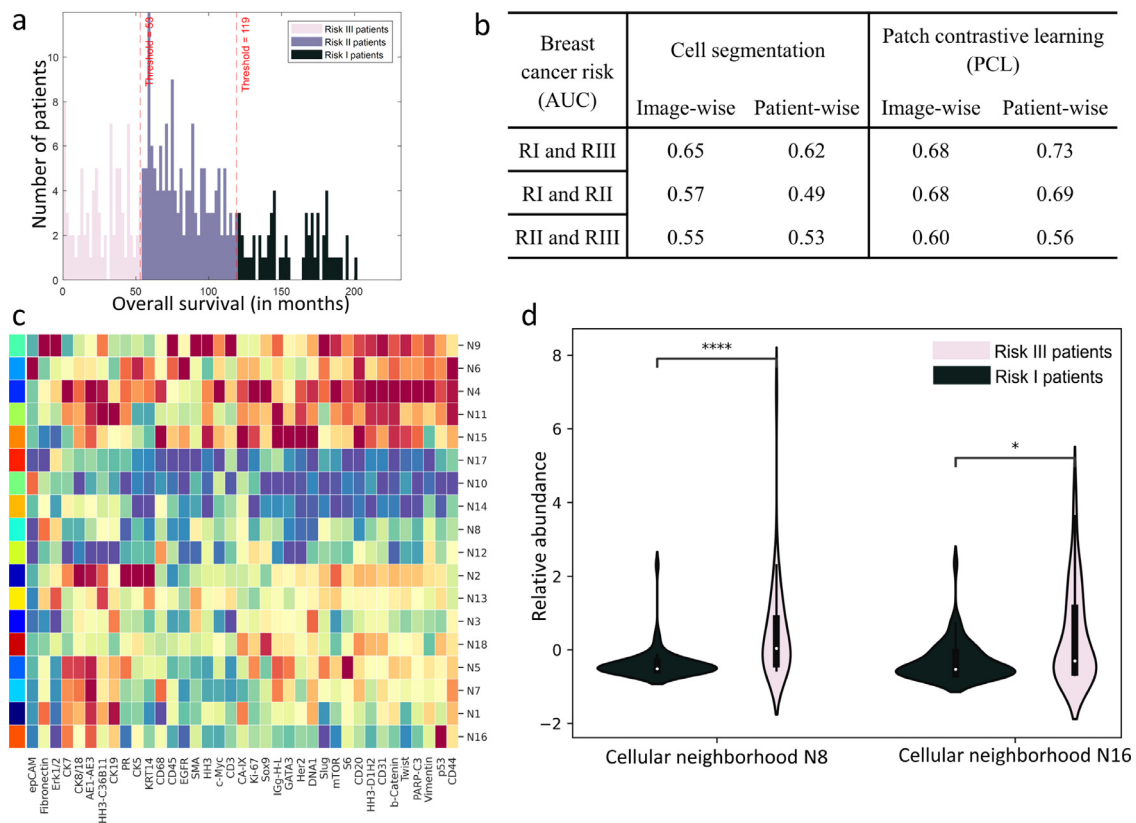 a
Risk III patients
Risk II patients
Risk I patients
Threshold = 53
Threshold = 119
Number of patients
12
10
8
6
4
2
0
0
50
100
150
200
Overall survival (in months)
b
Breast cancer risk (AUC)
Cell segmentation
Patch contrastive learning (PCL)
Image-wise Patient-wise Image-wise Patient-wise
RI and RIII 0.65 0.62 0.68 0.73
RI and RII 0.57 0.49 0.68 0.69
RII and RIII 0.55 0.53 0.60 0.56
c
N9
N6
N4
N11
N15
N17
N10
N14
N8
N12
N2
N13
N3
N18
N5
N7
N1
N16
epCAM
Fibronectin
Erk1/2
CK7
CK8/18
AE1-AE3
HH3-C36B11
CK19
PR
CK5
KRT14
CD68
CD45
EGFR
SMA
HH3
c-Myc
CD3
CA-IX
Ki-67
Sox9
IGg-H-L
GATA3
Her2
DNA1
Slug
mTOR
S6
CD20
HH3-D1H2
CD31
b-Catenin
Twist
PARP-C3
Vimentin
p53
CD44
d
Risk III patients
Risk I patients
****
*
Relative abundance
8
6
4
2
0
−2
Cellular neighborhood N8
Cellular neighborhood N16